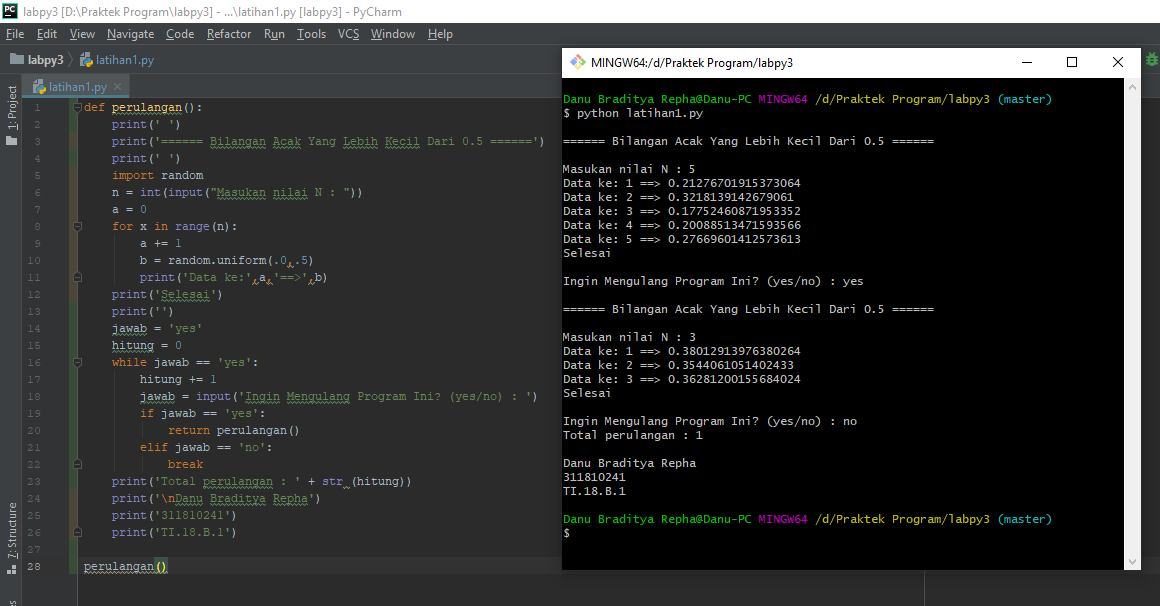 labpy3 [D:\Praktek Program\labpy3] - ...\latihan1.py [labpy3] - PyCharm
File Edit View Navigate Code Refactor Run Tools VCS Window Help
labpy3 latihan1.py
latihan1.py
1: Project
1 def perulangan():
2 print(' ')
3 print('====== Bilangan Acak Yang Lebih Kecil Dari 0.5 ======')
4 print(' ')
5 import random
6 n = int(input("Masukan nilai N : "))
7 a = 0
8 for x in range(n):
9 a += 1
10 b = random.uniform(.0,.5)
11 print('Data ke:',a,'==>',b)
12 print('Selesai')
13 print('')
14 jawab = 'yes'
15 hitung = 0
16 while jawab == 'yes':
17 hitung += 1
18 jawab = input('Ingin Mengulang Program Ini? (yes/no) : ')
19 if jawab == 'yes':
20 return perulangan()
21 elif jawab == 'no':
22 break
23 print('Total perulangan : ' + str (hitung))
24 print('\nDanu Braditya Repha')
25 print('311810241')
26 print('TI.18.B.1')
27
28 perulangan()
7: Structure
MINGW64:/d/Praktek Program/labpy3
Danu Braditya Repha@Danu-PC MINGW64 /d/Praktek Program/labpy3 (master)
$ python latihan1.py
====== Bilangan Acak Yang Lebih Kecil Dari 0.5 ======
Masukan nilai N : 5
Data ke: 1 ==> 0.21276701915373064
Data ke: 2 ==> 0.3218139142679061
Data ke: 3 ==> 0.17752460871953352
Data ke: 4 ==> 0.20088513471593566
Data ke: 5 ==> 0.27669601412573613
Selesai
Ingin Mengulang Program Ini? (yes/no) : yes
====== Bilangan Acak Yang Lebih Kecil Dari 0.5 ======
Masukan nilai N : 3
Data ke: 1 ==> 0.38012913976380264
Data ke: 2 ==> 0.3544061051402433
Data ke: 3 ==> 0.36281200155684024
Selesai
Ingin Mengulang Program Ini? (yes/no) : no
Total perulangan : 1
Danu Braditya Repha
311810241
TI.18.B.1
Danu Braditya Repha@Danu-PC MINGW64 /d/Praktek Program/labpy3 (master)
$